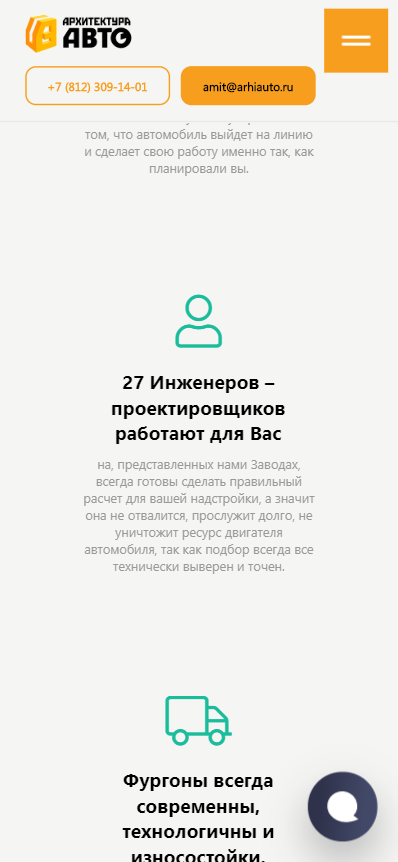 АРХИТЕКТУРА
АВТО
+7 (812) 309-14-01
amit@arhiauto.ru
том, что автомобиль выйдет на линию
и сделает свою работу именно так, как
планировали вы.
27 Инженеров –
проектировщиков
работают для Вас
на, представленных нами Заводах,
всегда готовы сделать правильный
расчет для вашей надстройки, а значит
она не отвалится, прослужит долго, не
уничтожит ресурс двигателя
автомобиля, так как подбор всегда все
технически выверен и точен.
Фургоны всегда
современны,
технологичны и
износостойки.